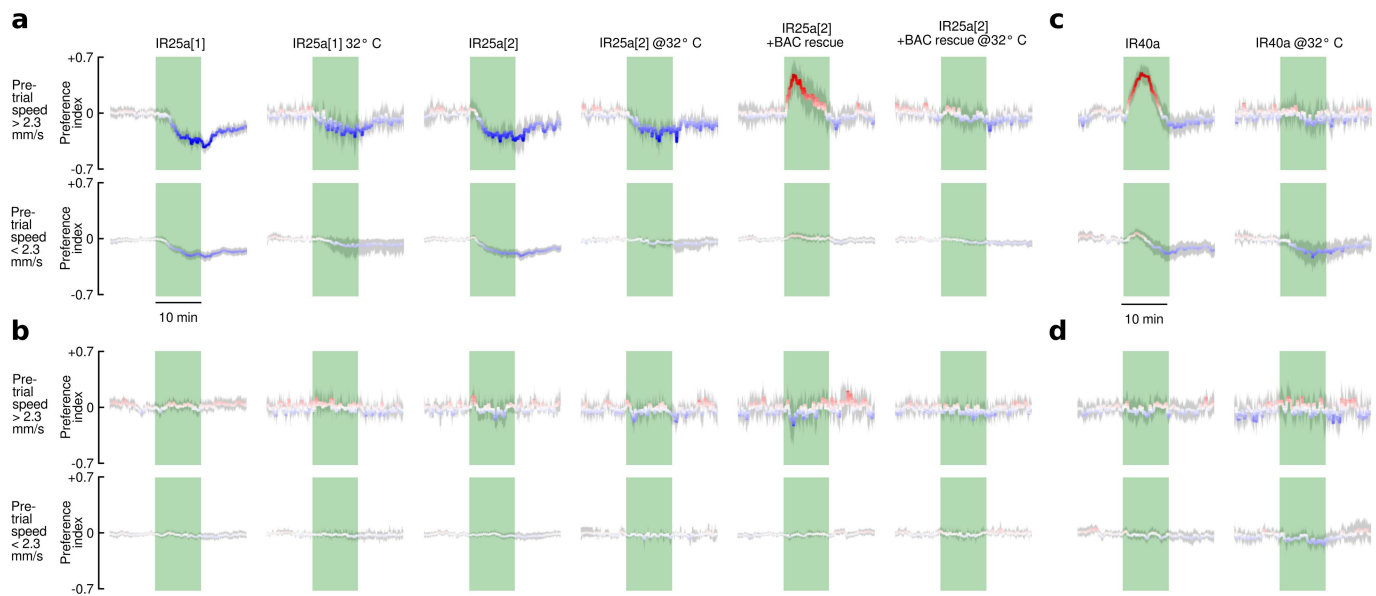 a
c
IR25a[1]
IR25a[1] 32° C
IR25a[2]
IR25a[2] @32° C
IR25a[2]
+BAC rescue
IR25a[2]
+BAC rescue @32° C
IR40a
IR40a @32° C
Pre-
trial
speed
> 2.3
mm/s
Preference
index
+0.7
0
-0.7
Pre-
trial
speed
< 2.3
mm/s
Preference
index
+0.7
0
-0.7
10 min
10 min
b
d
Pre-
trial
speed
> 2.3
mm/s
Preference
index
+0.7
0
-0.7
Pre-
trial
speed
< 2.3
mm/s
Preference
index
+0.7
0
-0.7